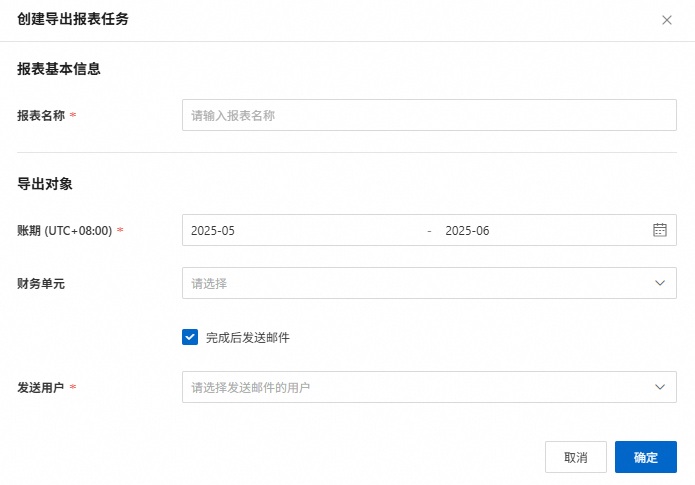 创建导出报表任务
报表基本信息
报表名称 *
请输入报表名称
导出对象
账期 (UTC+08:00) *
2025-05 - 2025-06
财务单元
请选择
完成后发送邮件
发送用户 *
请选择发送邮件的用户
取消
确定